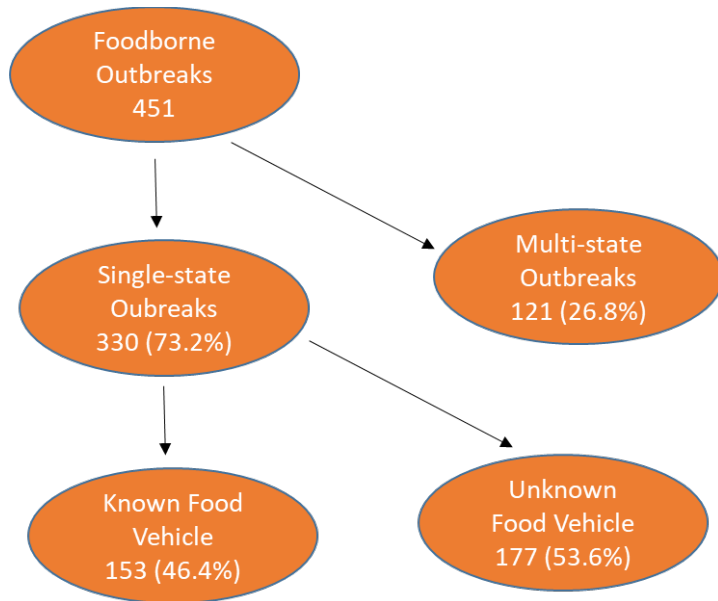 Foodborne
Outbreaks
451
Multi-state
Outbreaks
121 (26.8%)
Single-state
Oubreaks
330 (73.2%)
Known Food
Vehicle
153 (46.4%)
Unknown
Food Vehicle
177 (53.6%)